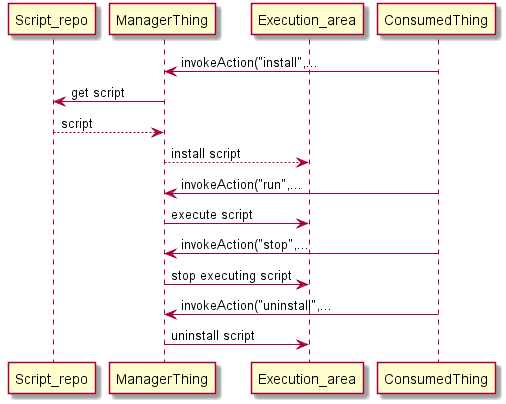 Script_repo
ManagerThing
Execution_area
ConsumedThing
invokeAction("install",...
get script
script
install script
invokeAction("run",...
execute script
invokeAction("stop",...
stop executing script
invokeAction("uninstall",...
uninstall script
Script_repo
ManagerThing
Execution_area
ConsumedThing